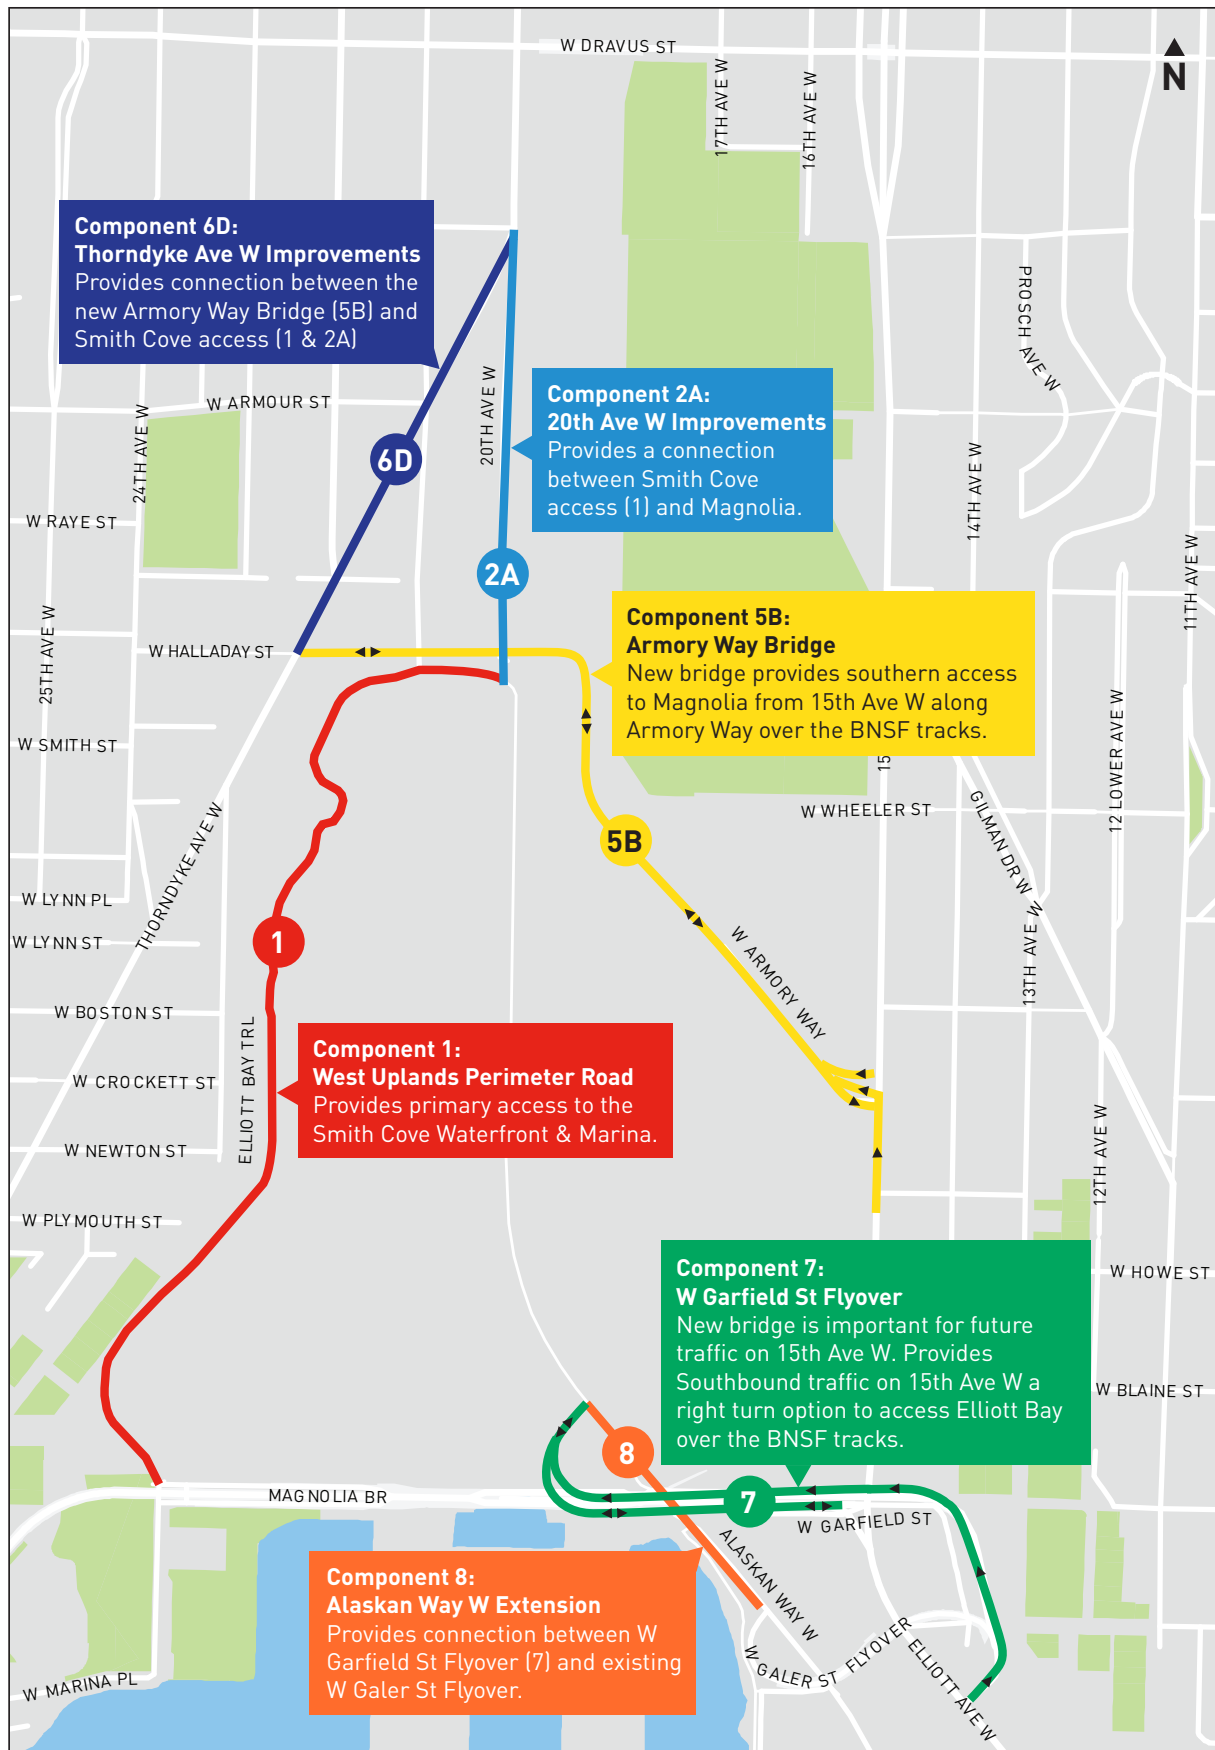 W DRAVUS ST
N
17TH AVE W
16TH AVE W
Component 6D:
Thorndyke Ave W Improvements
Provides connection between the
new Armory Way Bridge (5B) and
Smith Cove access (1 & 2A)
PROSCH AVE W
20TH AVE W
Component 2A:
20th Ave W Improvements
Provides a connection
between Smith Cove
access (1) and Magnolia.
W ARMOUR ST
24TH AVE W
6D
14TH AVE W
W RAYE ST
11TH AVE W
2A
25TH AVE W
Component 5B:
Armory Way Bridge
New bridge provides southern access
to Magnolia from 15th Ave W along
Armory Way over the BNSF tracks.
W HALLADAY ST
12 LOWER AVE W
W SMITH ST
15
GILMAN DR W
W WHEELER ST
THORNDYKE AVE W
5B
W LYNN PL
W
1
W LYNN ST
W ARMORY WAY
13TH AVE W
W BOSTON ST
ELLIOTT BAY TRL
Component 1:
West Uplands Perimeter Road
Provides primary access to the
Smith Cove Waterfront & Marina.
W CROCKETT ST
W NEWTON ST
12TH AVE W
W PLYMOUTH ST
Component 7:
W Garfield St Flyover
New bridge is important for future
traffic on 15th Ave W. Provides
Southbound traffic on 15th Ave W a
right turn option to access Elliott Bay
over the BNSF tracks.
W HOWE ST
W BLAINE ST
8
MAGNOLIA BR
7
W GARFIELD ST
ALASKAN WAY W
Component 8:
Alaskan Way W Extension
Provides connection between W
Garfield St Flyover (7) and existing
W Galer St Flyover.
W GALER ST FLYOVER
ELLIOTT AVE W
W MARINA PL